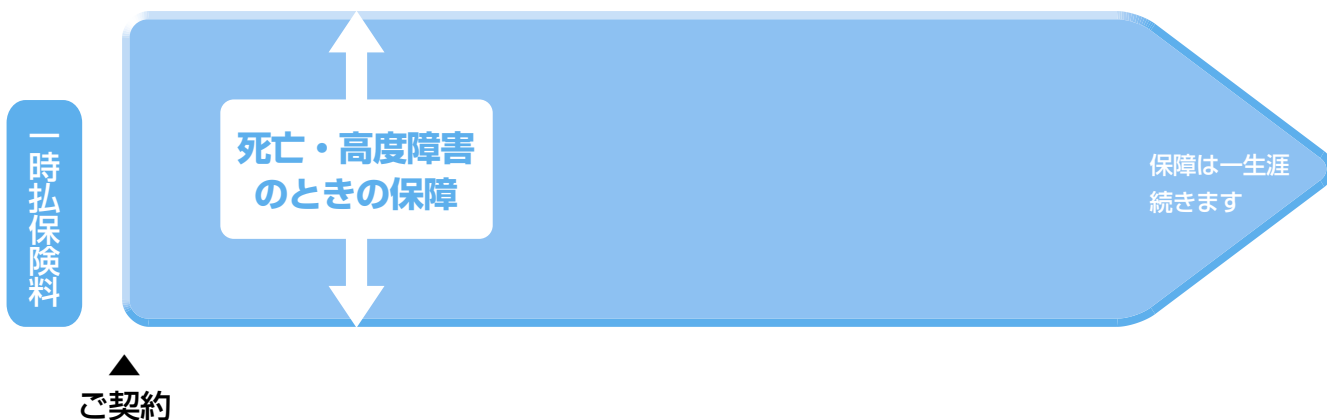 一時払保険料
死亡・高度障害
のときの保障
保障は一生涯
続きます
▲
ご契約